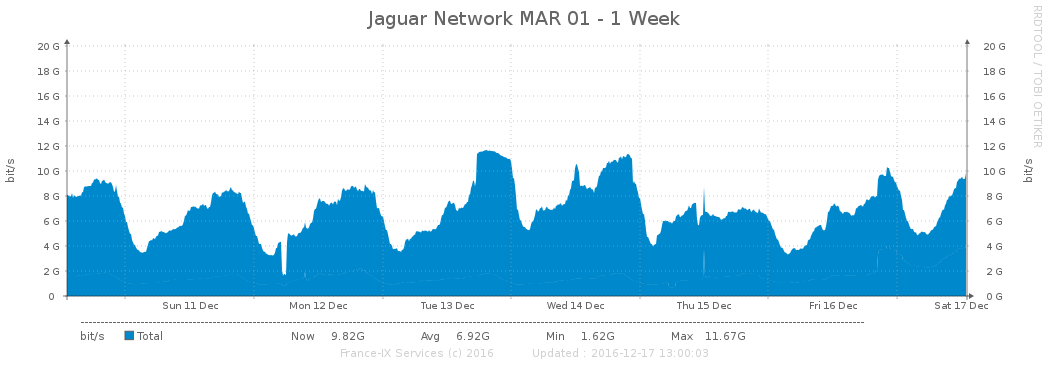 Jaguar Network MAR 01 - 1 Week
RRDTOOL / TOBI OETIKER
bit/s
bit/s
20 G 20 G
18 G 18 G
16 G 16 G
14 G 14 G
12 G 12 G
10 G 10 G
8 G 8 G
6 G 6 G
4 G 4 G
2 G 2 G
0 0 G
Sun 11 Dec Mon 12 Dec Tue 13 Dec Wed 14 Dec Thu 15 Dec Fri 16 Dec Sat 17 Dec
bit/s Total Now 9.82G Avg 6.92G Min 1.62G Max 11.67G
France-IX Services (c) 2016 Updated : 2016-12-17 13:00:03